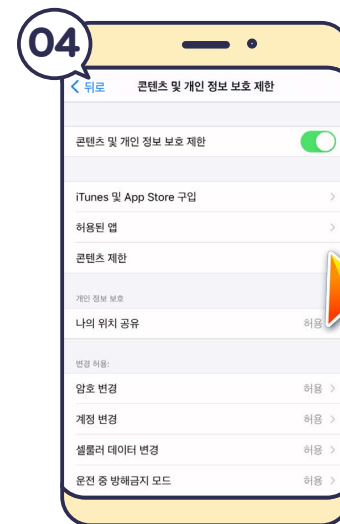 04
뒤로 콘텐츠 및 개인 정보 보호 제한
콘텐츠 및 개인 정보 보호 제한
iTunes 및 App Store 구입
허용된 앱
콘텐츠 제한
개인 정보 보호
나의 위치 공유 허용
변경 허용:
암호 변경 허용
계정 변경 허용
셀룰러 데이터 변경 허용
운전 중 방해금지 모드 허용